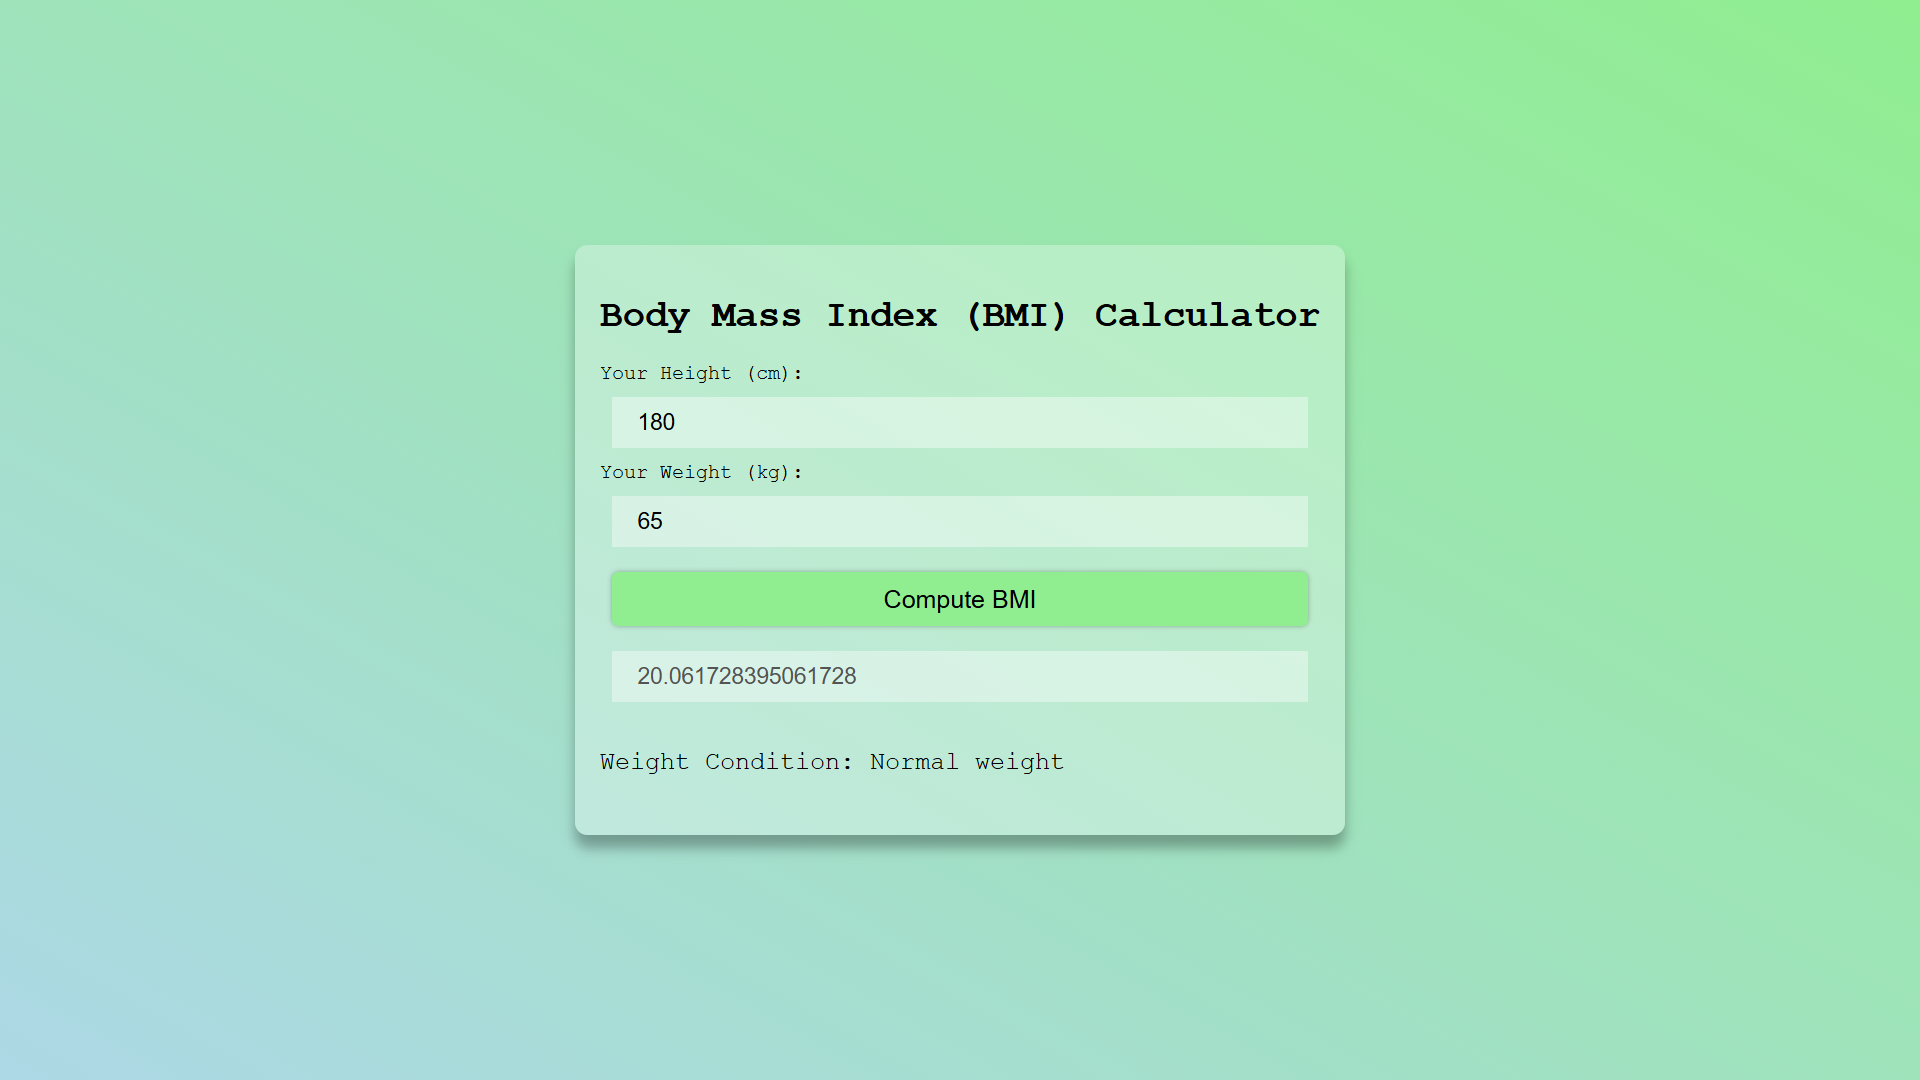 Body Mass Index (BMI) Calculator
Your Height (cm):
180
Your Weight (kg):
65
Compute BMI
20.061728395061728
Weight Condition: Normal weight